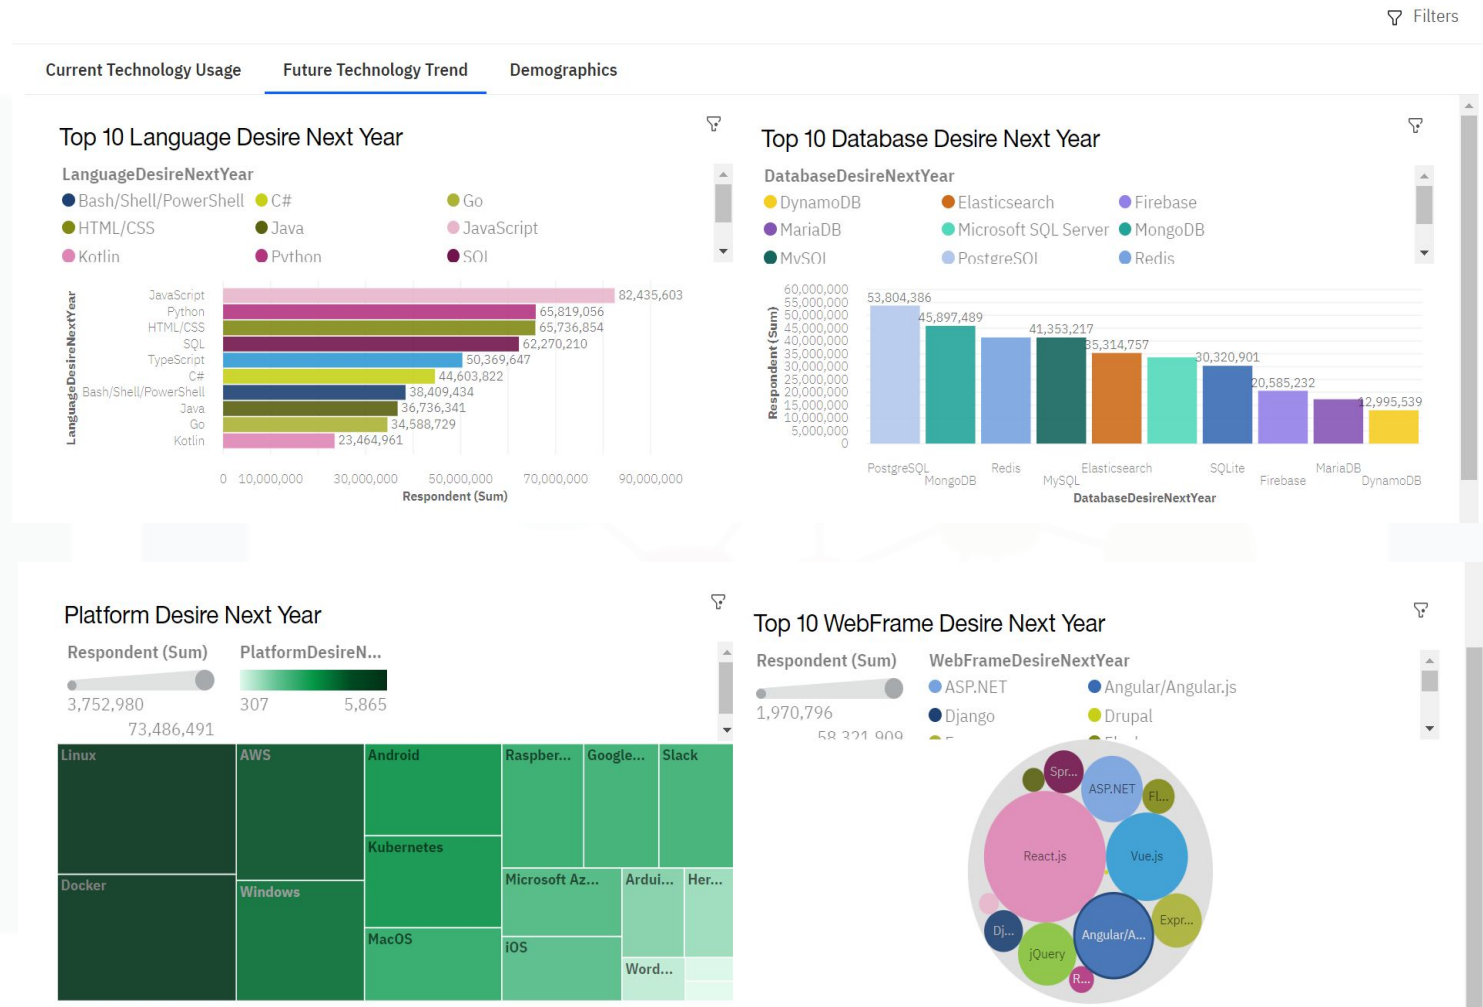 Filters
Current Technology Usage Future Technology Trend Demographics
Top 10 Language Desire Next Year
LanguageDesireNextYear
Bash/Shell/PowerShell C# Go
HTML/CSS Java JavaScript
Kotlin Python SQL
LanguageDesireNextYear
JavaScript 82,435,603
Python 65,819,056
HTML/CSS 65,736,854
SQL 62,270,210
TypeScript 50,369,647
C# 44,603,822
Bash/Shell/PowerShell 38,409,434
Java 36,736,341
Go 34,588,729
Kotlin 23,464,961
0 10,000,000 30,000,000 50,000,000 70,000,000 90,000,000
Respondent (Sum)
Top 10 Database Desire Next Year
DatabaseDesireNextYear
DynamoDB Elasticsearch Firebase
MariaDB Microsoft SQL Server MongoDB
MySQL PostgreSQL Redis
Respondent (Sum)
60,000,000
55,000,000
50,000,000
45,000,000
40,000,000
35,000,000
30,000,000
25,000,000
20,000,000
15,000,000
10,000,000
5,000,000
0
53,804,386
45,897,489
41,353,217
35,314,757
30,320,901
20,585,232
12,995,539
PostgreSQL Redis Elasticsearch SQLite MariaDB
MongoDB MySQL Firebase DynamoDB
DatabaseDesireNextYear
Platform Desire Next Year
Respondent (Sum) PlatformDesireN...
3,752,980 307 5,865
73,486,491
Linux AWS Android Raspber... Google... Slack
Kubernetes
Docker Windows Microsoft Az... Ardui... Her...
MacOS iOS
Word...
Top 10 WebFrame Desire Next Year
Respondent (Sum) WebFrameDesireNextYear
ASP.NET Angular/Angular.js
1,970,796 Django Drupal
58,321,909
Spr...
ASP.NET
Fl...
React.js Vue.js
Expr...
Dj... Angular/A...
jQuery
R...